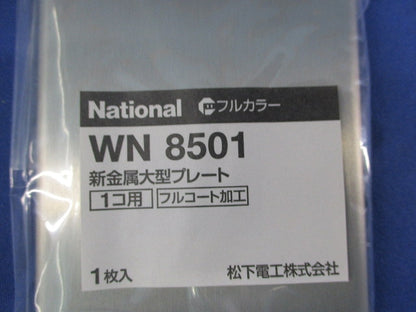 National フルカラー
WN 8501
新金属大型プレート
1コ用 フルコート加工
1枚入 松下電工株式会社